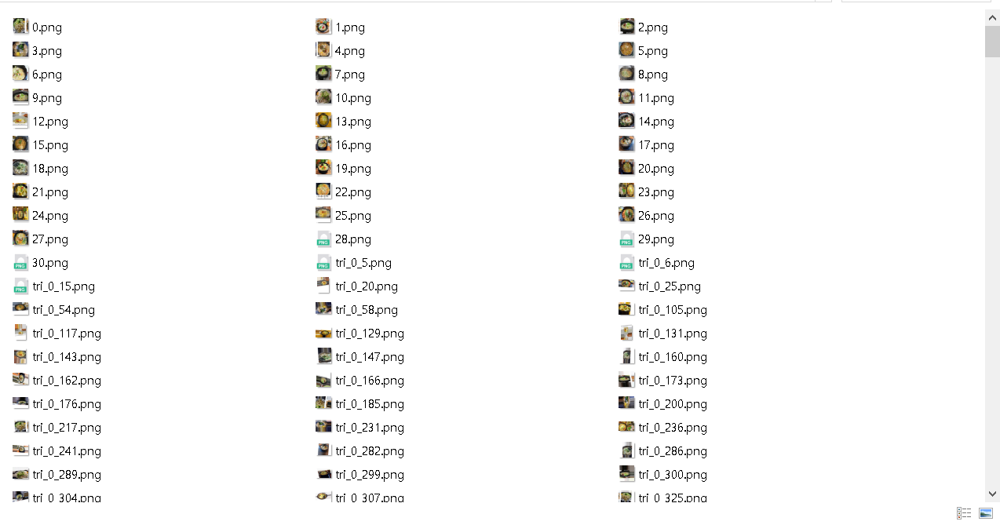 0.png 1.png 2.png
3.png 4.png 5.png
6.png 7.png 8.png
9.png 10.png 11.png
12.png 13.png 14.png
15.png 16.png 17.png
18.png 19.png 20.png
21.png 22.png 23.png
24.png 25.png 26.png
27.png 28.png 29.png
30.png tri_0_5.png tri_0_6.png
tri_0_15.png tri_0_20.png tri_0_25.png
tri_0_54.png tri_0_58.png tri_0_105.png
tri_0_117.png tri_0_129.png tri_0_131.png
tri_0_143.png tri_0_147.png tri_0_160.png
tri_0_162.png tri_0_166.png tri_0_173.png
tri_0_176.png tri_0_185.png tri_0_200.png
tri_0_217.png tri_0_231.png tri_0_236.png
tri_0_241.png tri_0_282.png tri_0_286.png
tri_0_289.png tri_0_299.png tri_0_300.png
tri_0_304.png tri_0_307.png tri_0_325.png